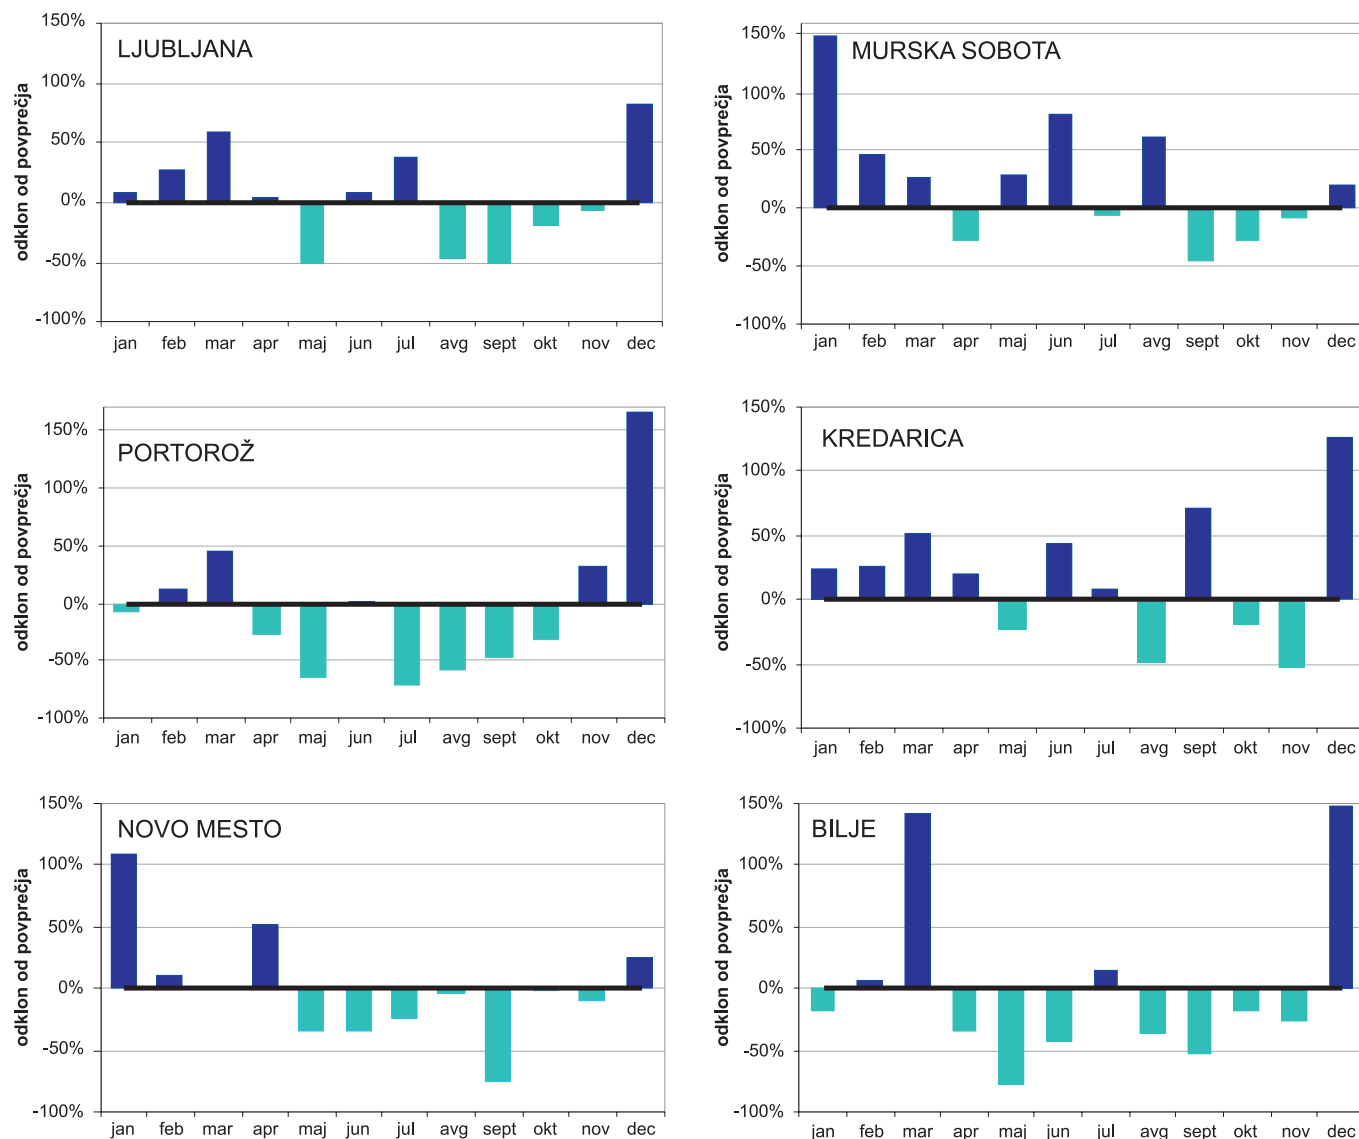 LJUBLJANA
odklon od povprečja
150%
100%
50%
0%
-50%
-100%
jan feb mar apr maj jun jul avg sept okt nov dec
MURSKA SOBOTA
odklon od povprečja
150%
100%
50%
0%
-50%
-100%
jan feb mar apr maj jun jul avg sept okt nov dec
PORTOROŽ
odklon od povprečja
150%
100%
50%
0%
-50%
-100%
jan feb mar apr maj jun jul avg sept okt nov dec
KREDARICA
odklon od povprečja
150%
100%
50%
0%
-50%
-100%
jan feb mar apr maj jun jul avg sept okt nov dec
NOVO MESTO
odklon od povprečja
150%
100%
50%
0%
-50%
-100%
jan feb mar apr maj jun jul avg sept okt nov dec
BILJE
odklon od povprečja
150%
100%
50%
0%
-50%
-100%
jan feb mar apr maj jun jul avg sept okt nov dec